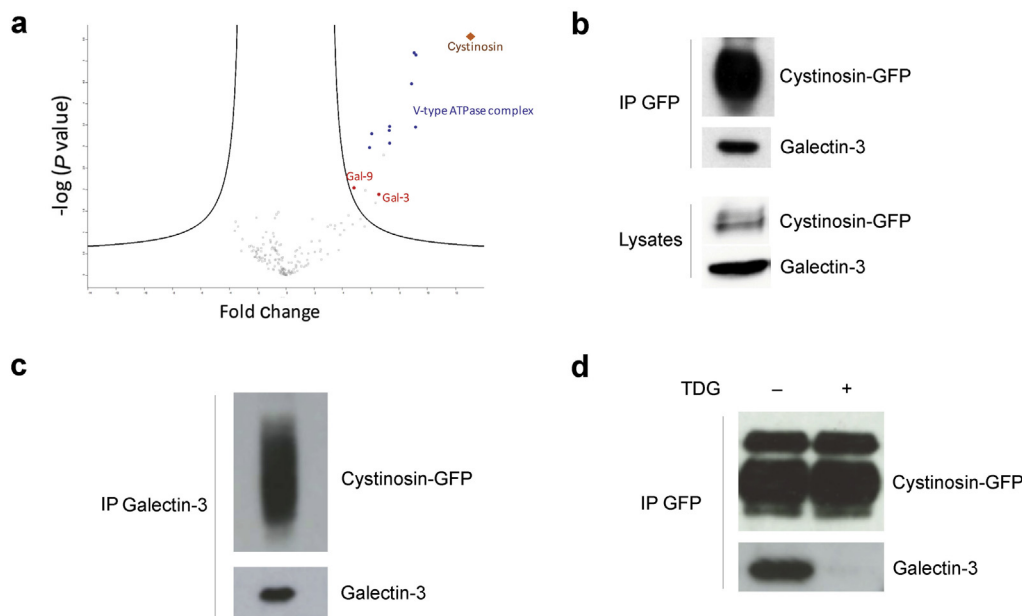 a
-log (P value)
Cystinosin
V-type ATPase complex
Gal-9
Gal-3
Fold Change
b
IP GFP
Cystinosin-GFP
Galectin-3
Lysates
Cystinosin-GFP
Galectin-3
c
IP Galectin-3
Cystinosin-GFP
Galectin-3
d
TDG – +
IP GFP
Cystinosin-GFP
Galectin-3